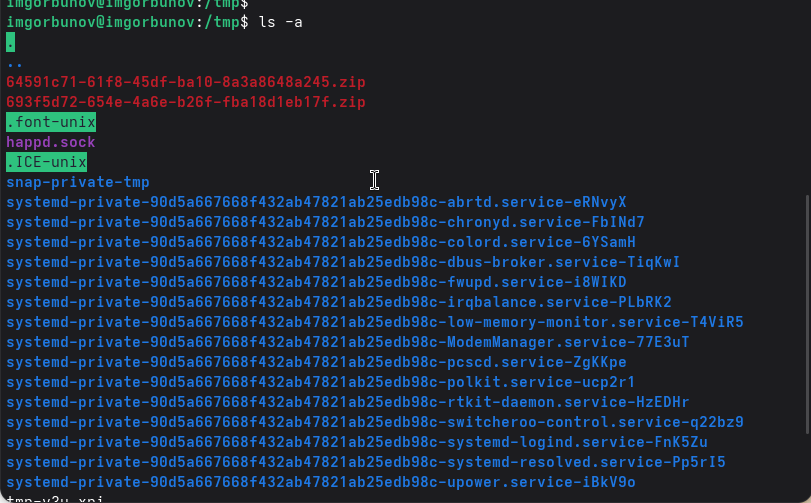 imgorbunov@imgorbunov:/tmp$
imgorbunov@imgorbunov:/tmp$ ls -a
.
..
64591c71-61f8-45df-ba10-8a3a8648a245.zip
693f5d72-654e-4a6e-b26f-fba18d1eb17f.zip
.font-unix
happd.sock
.ICE-unix
snap-private-tmp
systemd-private-90d5a667668f432ab47821ab25edb98c-abrtd.service-eRNvyX
systemd-private-90d5a667668f432ab47821ab25edb98c-chronyd.service-FbINd7
systemd-private-90d5a667668f432ab47821ab25edb98c-colord.service-6YSamH
systemd-private-90d5a667668f432ab47821ab25edb98c-dbus-broker.service-TiqKwI
systemd-private-90d5a667668f432ab47821ab25edb98c-fwupd.service-i8WIKD
systemd-private-90d5a667668f432ab47821ab25edb98c-irqbalance.service-PLbRK2
systemd-private-90d5a667668f432ab47821ab25edb98c-low-memory-monitor.service-T4ViR5
systemd-private-90d5a667668f432ab47821ab25edb98c-ModemManager.service-77E3uT
systemd-private-90d5a667668f432ab47821ab25edb98c-pcscd.service-ZgKKpe
systemd-private-90d5a667668f432ab47821ab25edb98c-polkit.service-ucp2r1
systemd-private-90d5a667668f432ab47821ab25edb98c-rtkit-daemon.service-HzEDHr
systemd-private-90d5a667668f432ab47821ab25edb98c-switcheroo-control.service-q22bz9
systemd-private-90d5a667668f432ab47821ab25edb98c-systemd-logind.service-FnK5Zu
systemd-private-90d5a667668f432ab47821ab25edb98c-systemd-resolved.service-Pp5rI5
systemd-private-90d5a667668f432ab47821ab25edb98c-upower.service-iBkV9o